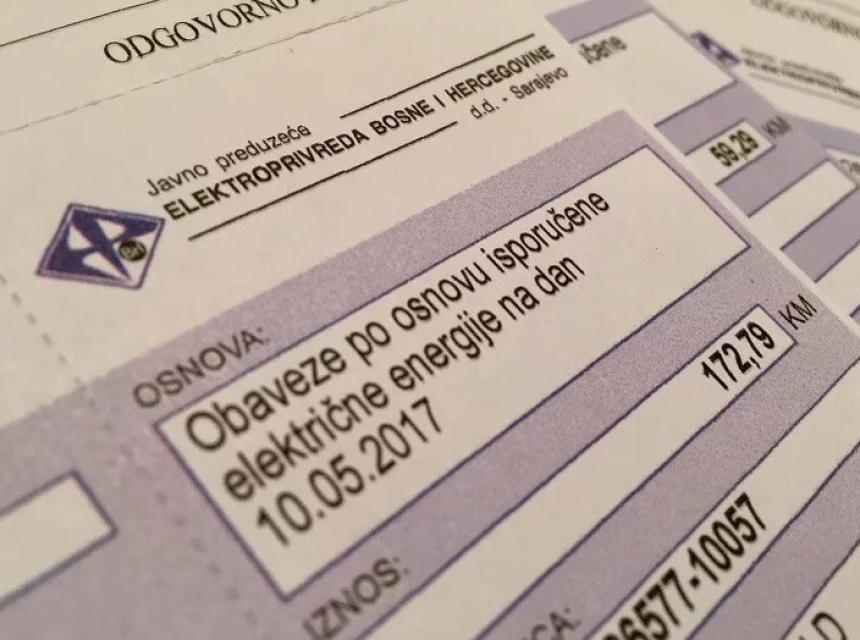 ODGOVORNO
Javno preduzeće
ELEKTROPRIVREDA BOSNE I HERCEGOVINE
d.d. - Sarajevo
OSNOVA:
Obaveze po osnovu isporučene
električne energije na dan
10.05.2017
172,79 KM
IZNOS:
6577-10057
59,29 KM